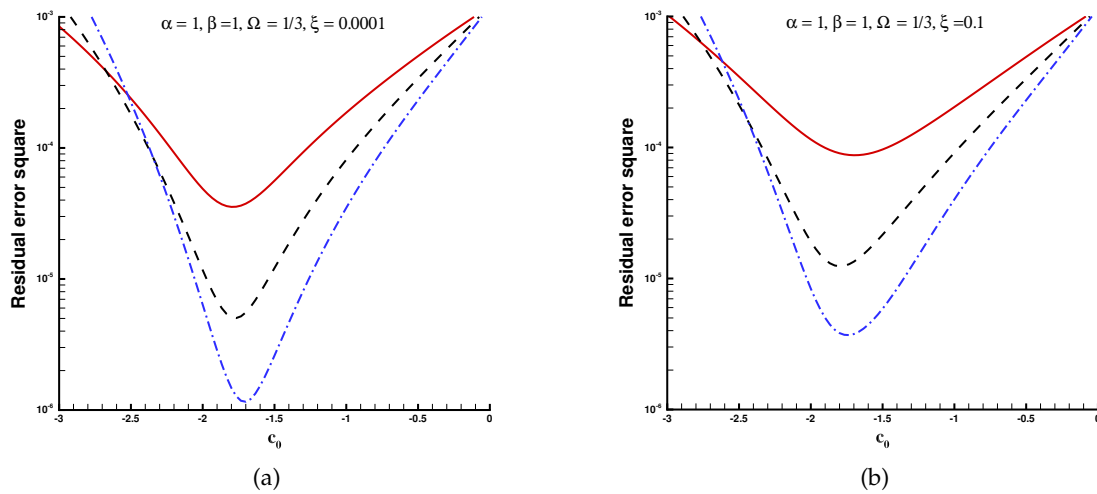 α = 1, β =1, Ω = 1/3, ξ = 0.0001
Residual error square
10-3
10-4
10-5
10-6
-3 -2.5 -2 -1.5 -1 -0.5 0
c0
(a)
α = 1, β = 1, Ω = 1/3, ξ =0.1
Residual error square
10-3
10-4
10-5
10-6
-3 -2.5 -2 -1.5 -1 -0.5 0
c0
(b)